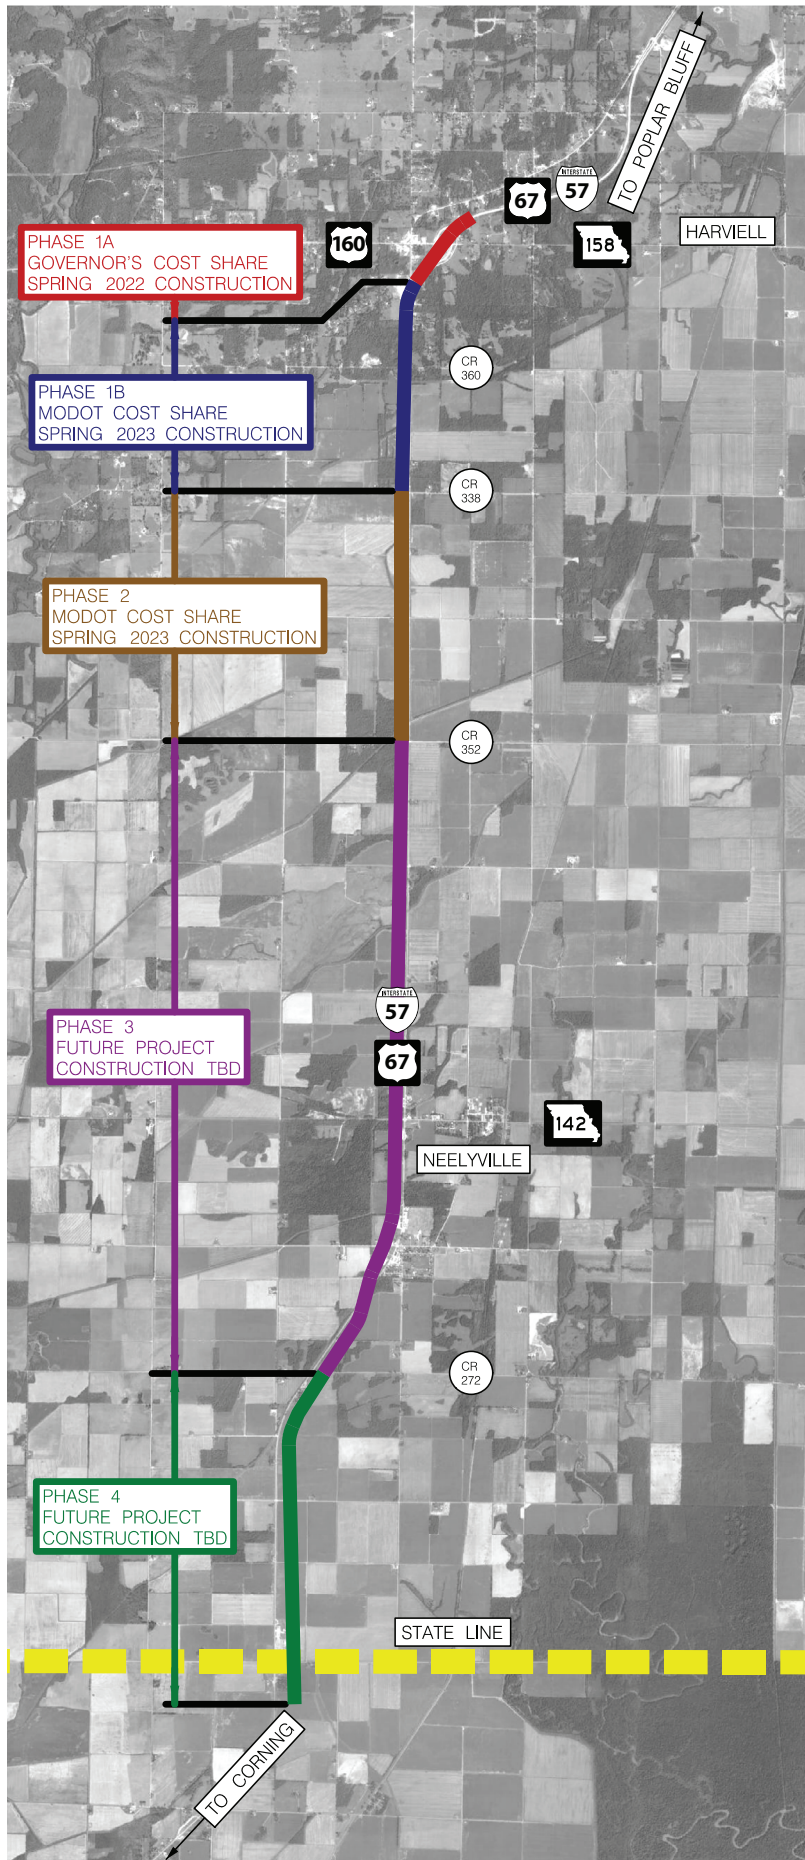 TO POPLAR BLUFF
INTERSTATE
57
67
158
HARVIELL
160
PHASE 1A
GOVERNOR'S COST SHARE
SPRING 2022 CONSTRUCTION
CR
360
PHASE 1B
MODOT COST SHARE
SPRING 2023 CONSTRUCTION
CR
338
PHASE 2
MODOT COST SHARE
SPRING 2023 CONSTRUCTION
CR
352
INTERSTATE
57
PHASE 3
FUTURE PROJECT
CONSTRUCTION TBD
67
142
NEELYVILLE
CR
272
PHASE 4
FUTURE PROJECT
CONSTRUCTION TBD
STATE LINE
TO CORNING